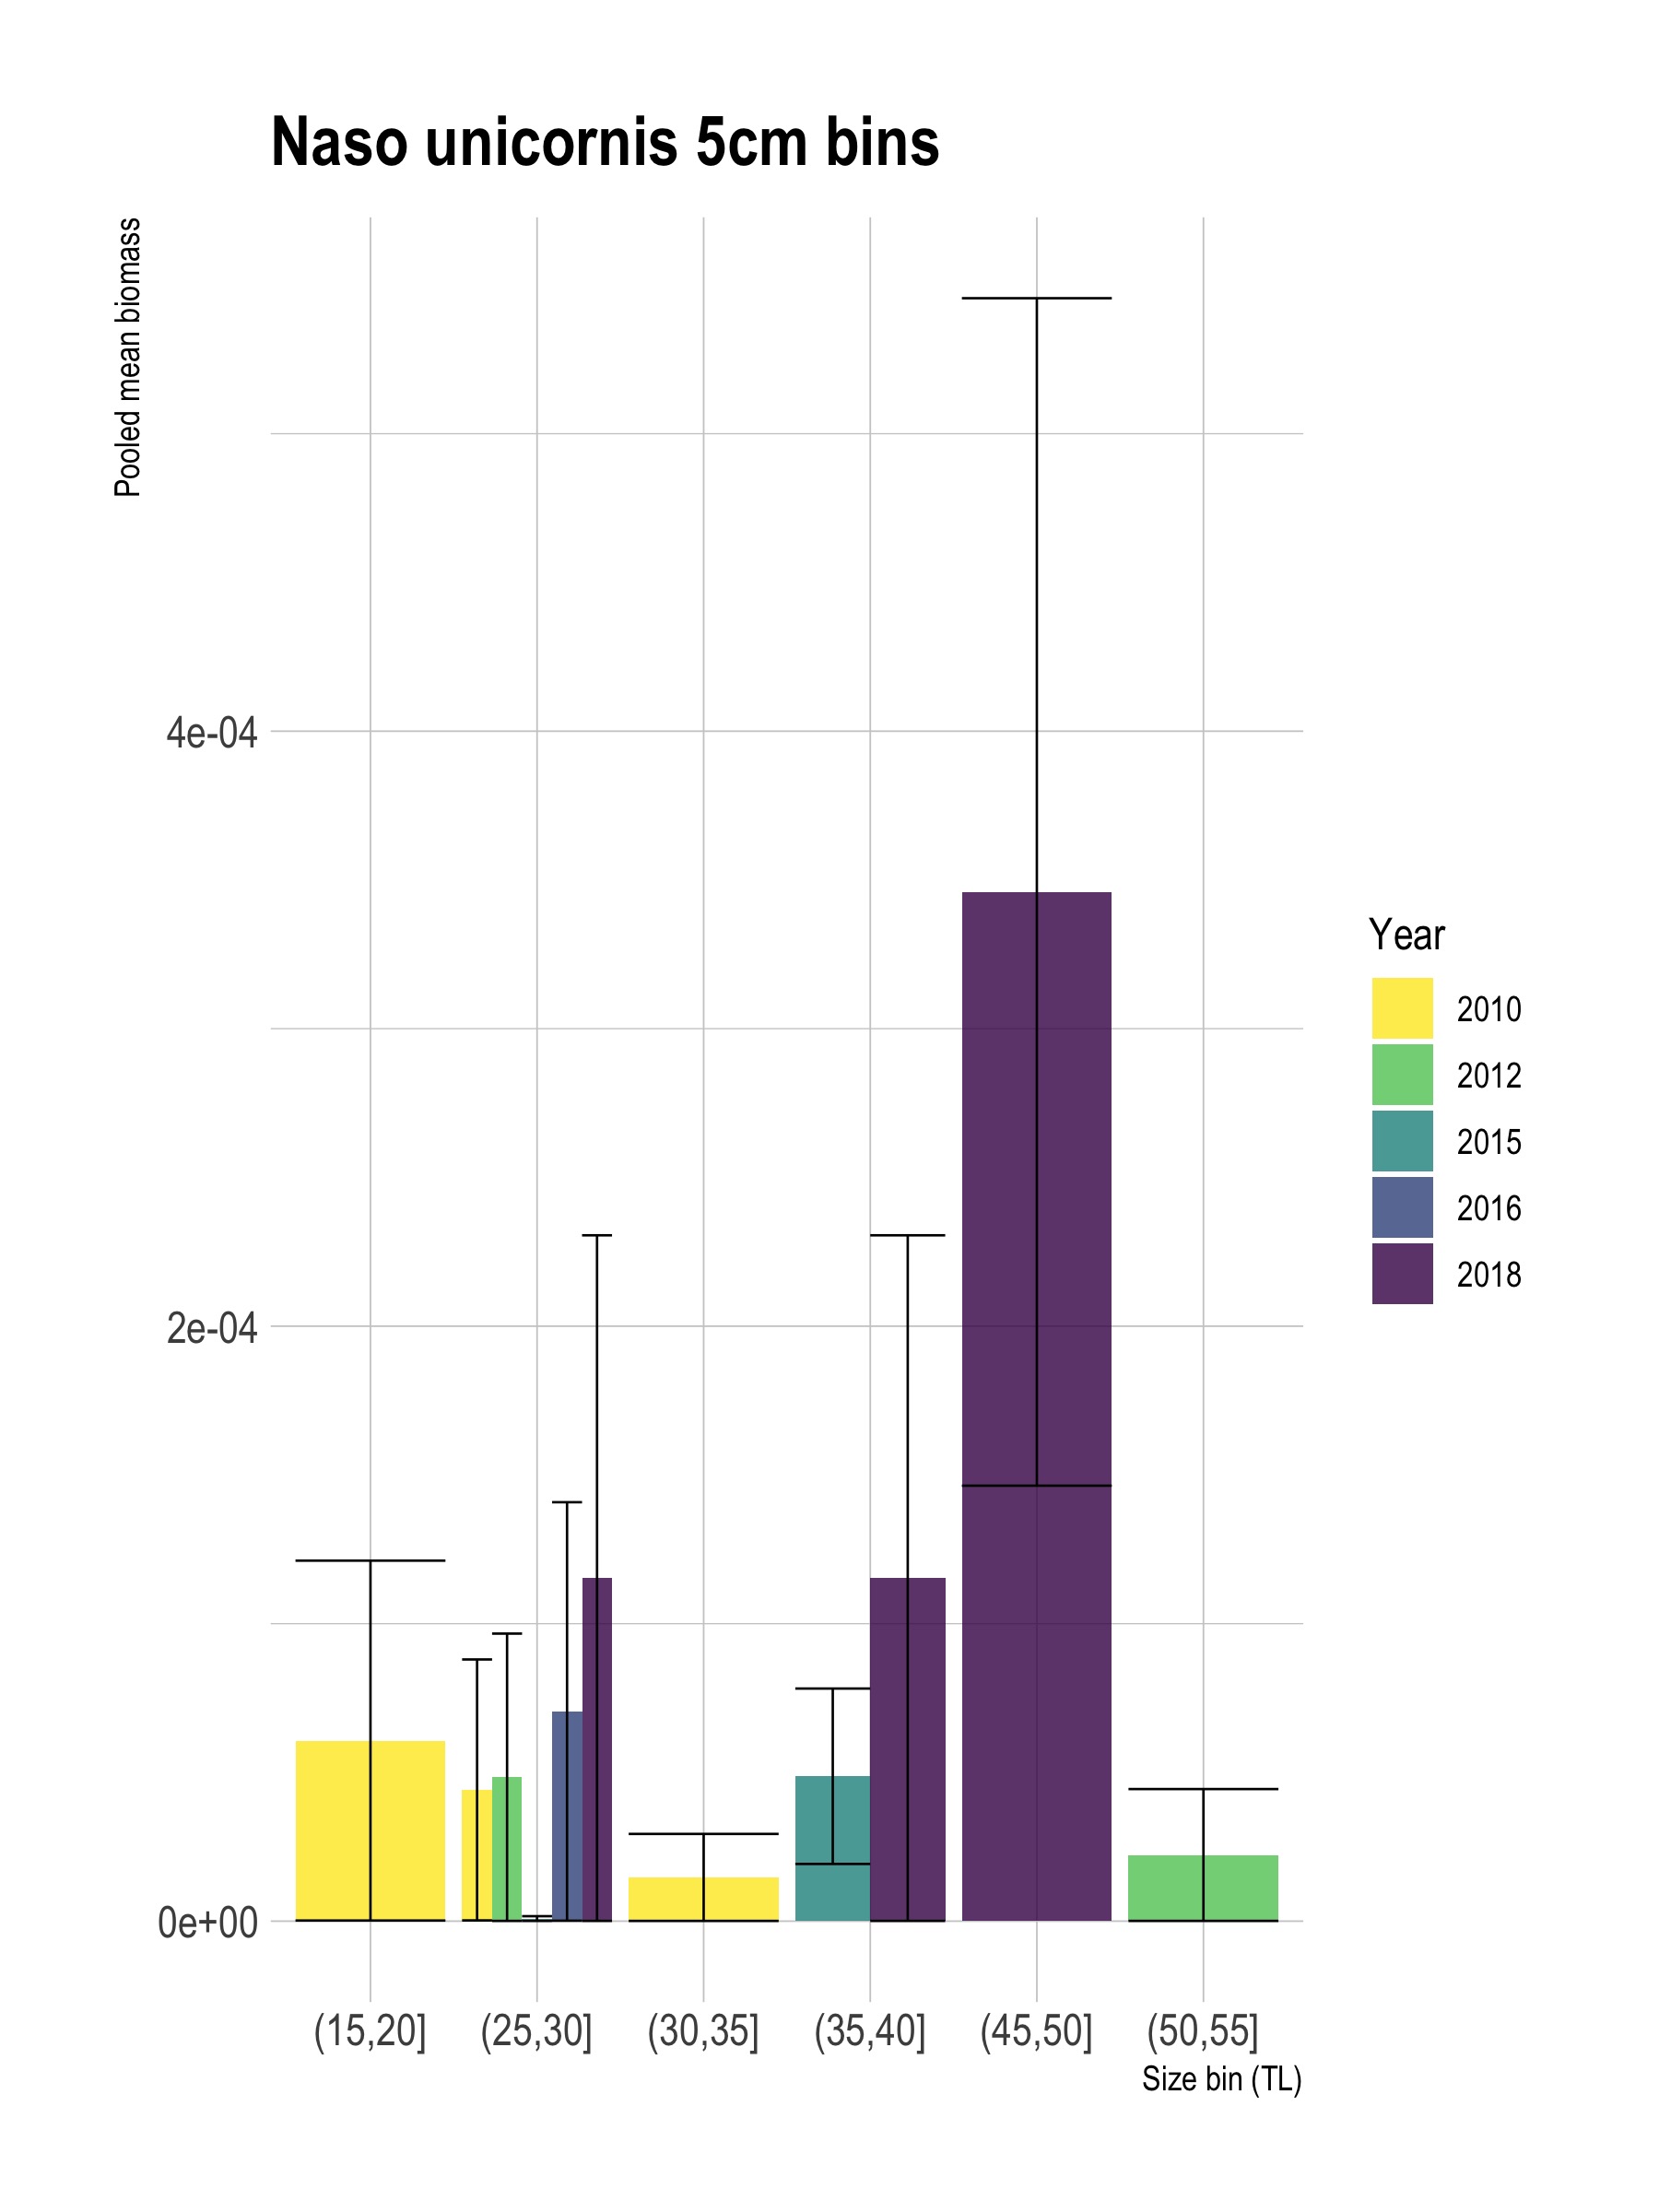 Naso unicornis 5cm bins
Pooled mean biomass
4e-04
2e-04
0e+00
(15,20]
(25,30]
(30,35]
(35,40]
(45,50]
(50,55]
Size bin (TL)
Year
2010
2012
2015
2016
2018